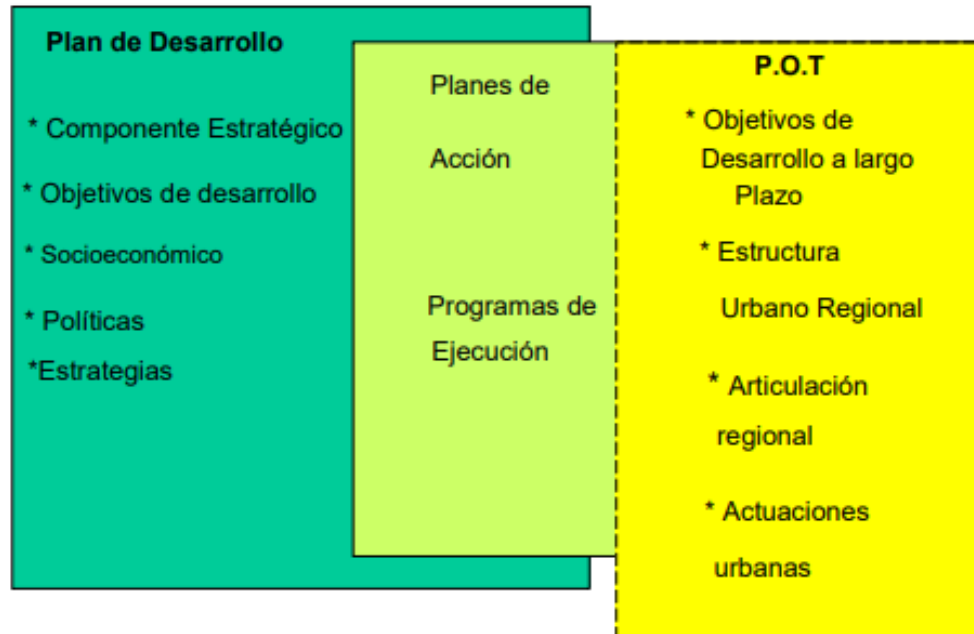 Plan de Desarrollo
* Componente Estratégico
* Objetivos de desarrollo
* Socioeconómico
* Políticas
*Estrategias
Planes de
Acción
Programas de
Ejecución
P.O.T
* Objetivos de
Desarrollo a largo
Plazo
* Estructura
Urbano Regional
* Articulación
regional
* Actuaciones
urbanas